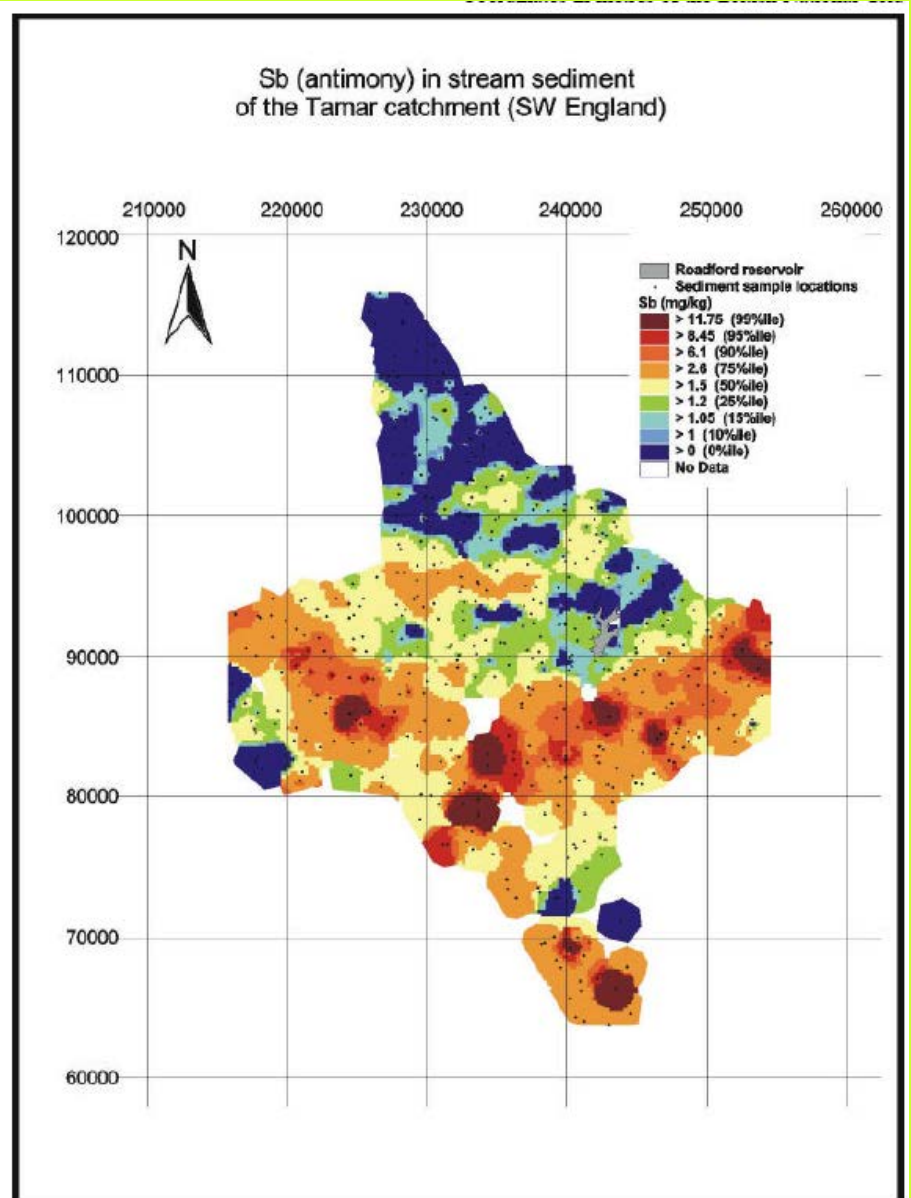 Sb (antimony) in stream sediment
of the Tamar catchment (SW England)
210000 220000 230000 240000 250000 260000
120000
N
Roadford reservoir
Sediment sample locations
Sb (mg/kg)
> 11.75 (99%ile)
> 8.45 (95%ile)
> 6.1 (90%ile)
> 2.6 (75%ile)
> 1.5 (50%ile)
> 1.2 (25%ile)
> 1.05 (15%ile)
> 1 (10%ile)
> 0 (0%ile)
No Data
110000
100000
90000
80000
70000
60000